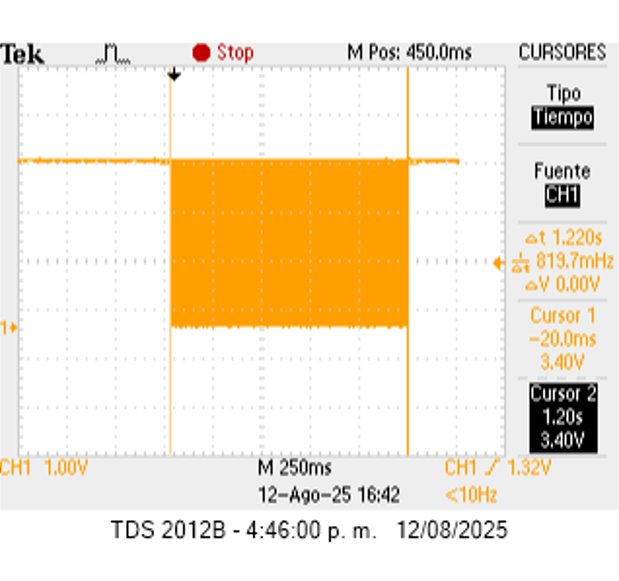 Tek Stop M Pos: 450.0ms CURSORES
Tipo
Tiempo
Fuente
CH1
Δt 1.220s
1/Δt 819.7mHz
ΔV 0.00V
1
Cursor 1
-20.0ms
3.40V
Cursor 2
1.20s
3.40V
CH1 1.00V M 250ms CH1 / 1.32V
12-Ago-25 16:42 <10Hz
TDS 2012B - 4:46:00 p. m. 12/08/2025